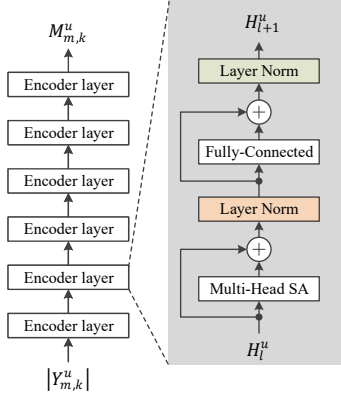 M^u_{m,k}
Encoder layer
Encoder layer
Encoder layer
Encoder layer
Encoder layer
Encoder layer
|Y^u_{m,k}|
H^u_{l+1}
Layer Norm
+
Fully-Connected
Layer Norm
+
Multi-Head SA
H^u_l